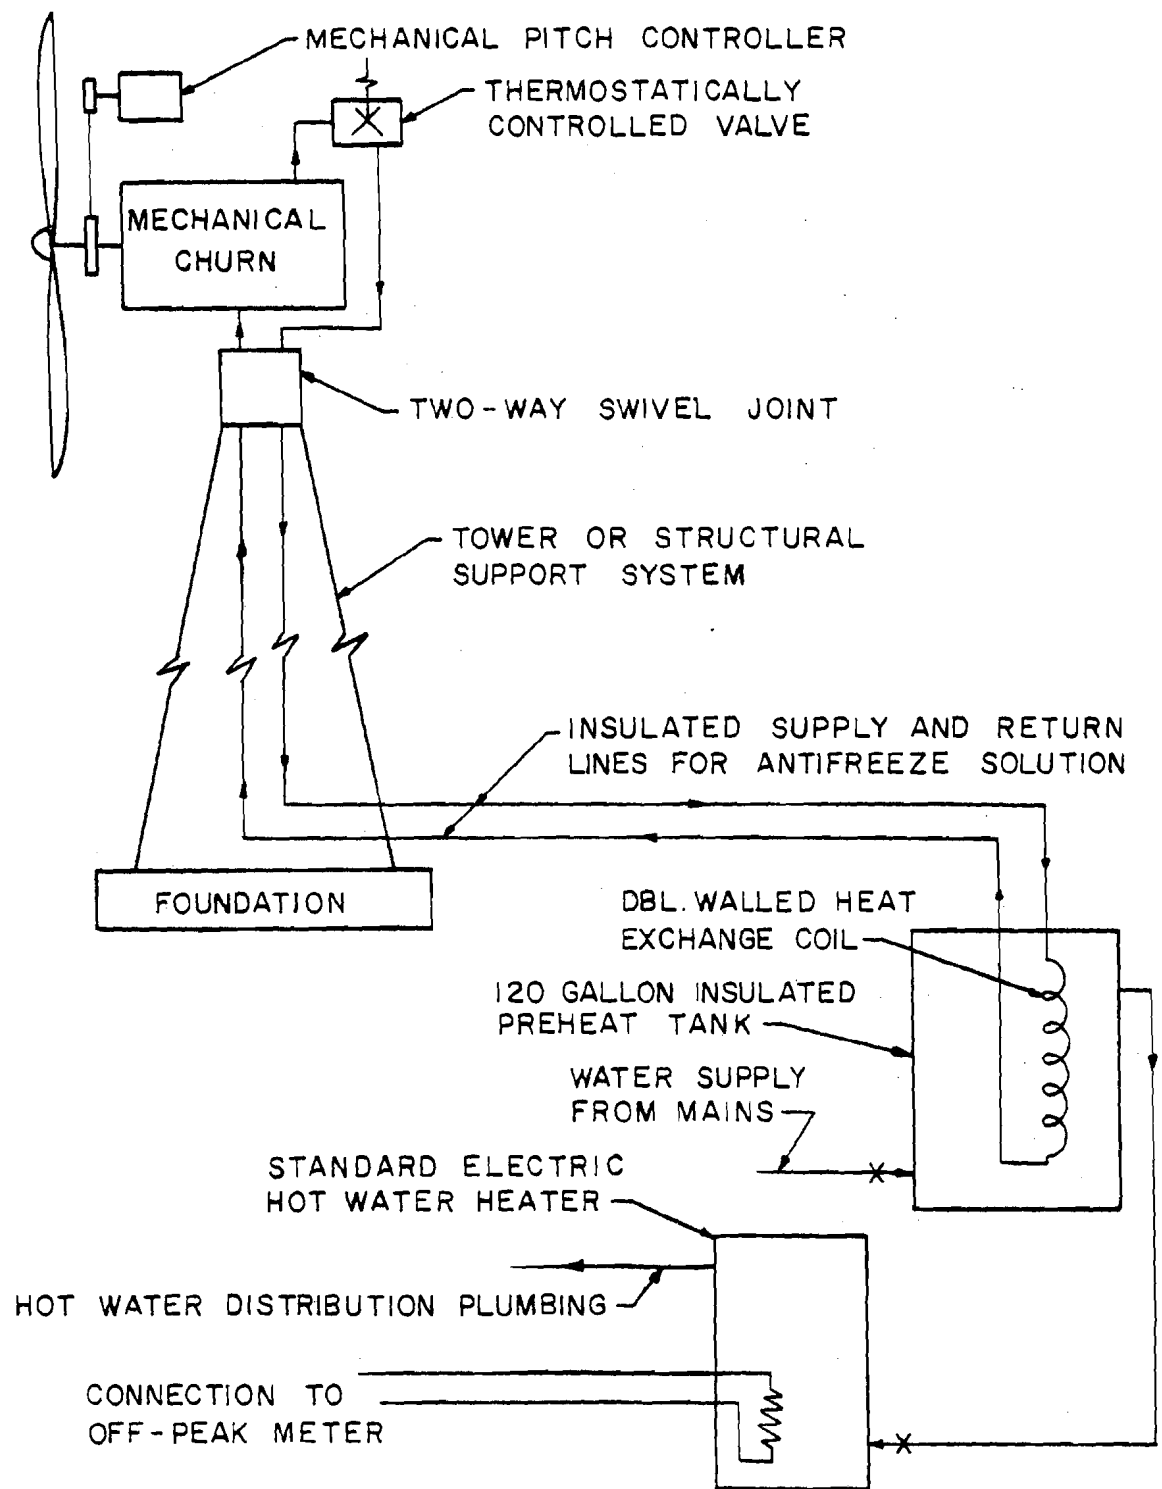 MECHANICAL PITCH CONTROLLER
THERMOSTATICALLY
CONTROLLED VALVE
MECHANICAL
CHURN
TWO-WAY SWIVEL JOINT
TOWER OR STRUCTURAL
SUPPORT SYSTEM
INSULATED SUPPLY AND RETURN
LINES FOR ANTIFREEZE SOLUTION
FOUNDATION
DBL. WALLED HEAT
EXCHANGE COIL
120 GALLON INSULATED
PREHEAT TANK
WATER SUPPLY
FROM MAINS
STANDARD ELECTRIC
HOT WATER HEATER
HOT WATER DISTRIBUTION PLUMBING
CONNECTION TO
OFF-PEAK METER